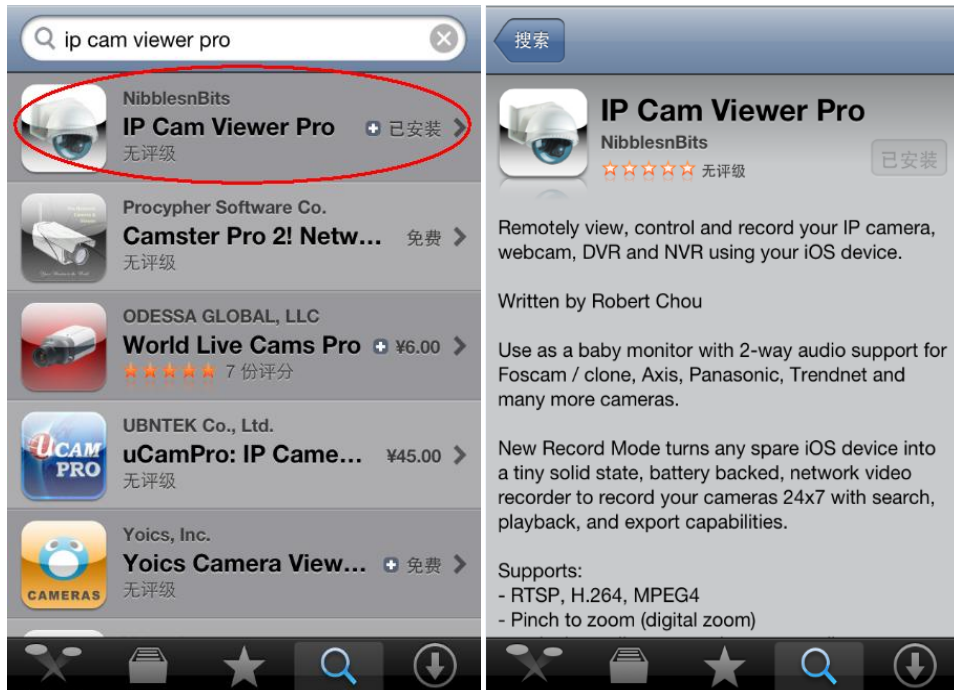 ip cam viewer pro
NibblesnBits
IP Cam Viewer Pro 已安装
无评级
Procypher Software Co.
Camster Pro 2! Netw... 免费
无评级
ODESSA GLOBAL, LLC
World Live Cams Pro ¥6.00
7 份评分
UBNTEK Co., Ltd.
uCamPro: IP Came... ¥45.00
无评级
UCAM
PRO
Yoics, Inc.
Yoics Camera View... 免费
无评级
CAMERAS
搜索
IP Cam Viewer Pro
NibblesnBits
无评级
已安装
Remotely view, control and record your IP camera,
webcam, DVR and NVR using your iOS device.
Written by Robert Chou
Use as a baby monitor with 2-way audio support for
Foscam / clone, Axis, Panasonic, Trendnet and
many more cameras.
New Record Mode turns any spare iOS device into
a tiny solid state, battery backed, network video
recorder to record your cameras 24x7 with search,
playback, and export capabilities.
Supports:
- RTSP, H.264, MPEG4
- Pinch to zoom (digital zoom)